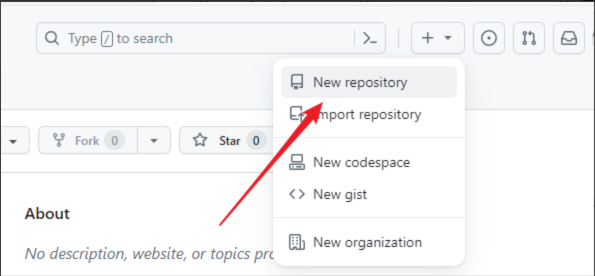 Type / to search
New repository
Import repository
Fork 0
Star 0
New codespace
New gist
About
New organization
No description, website, or topics